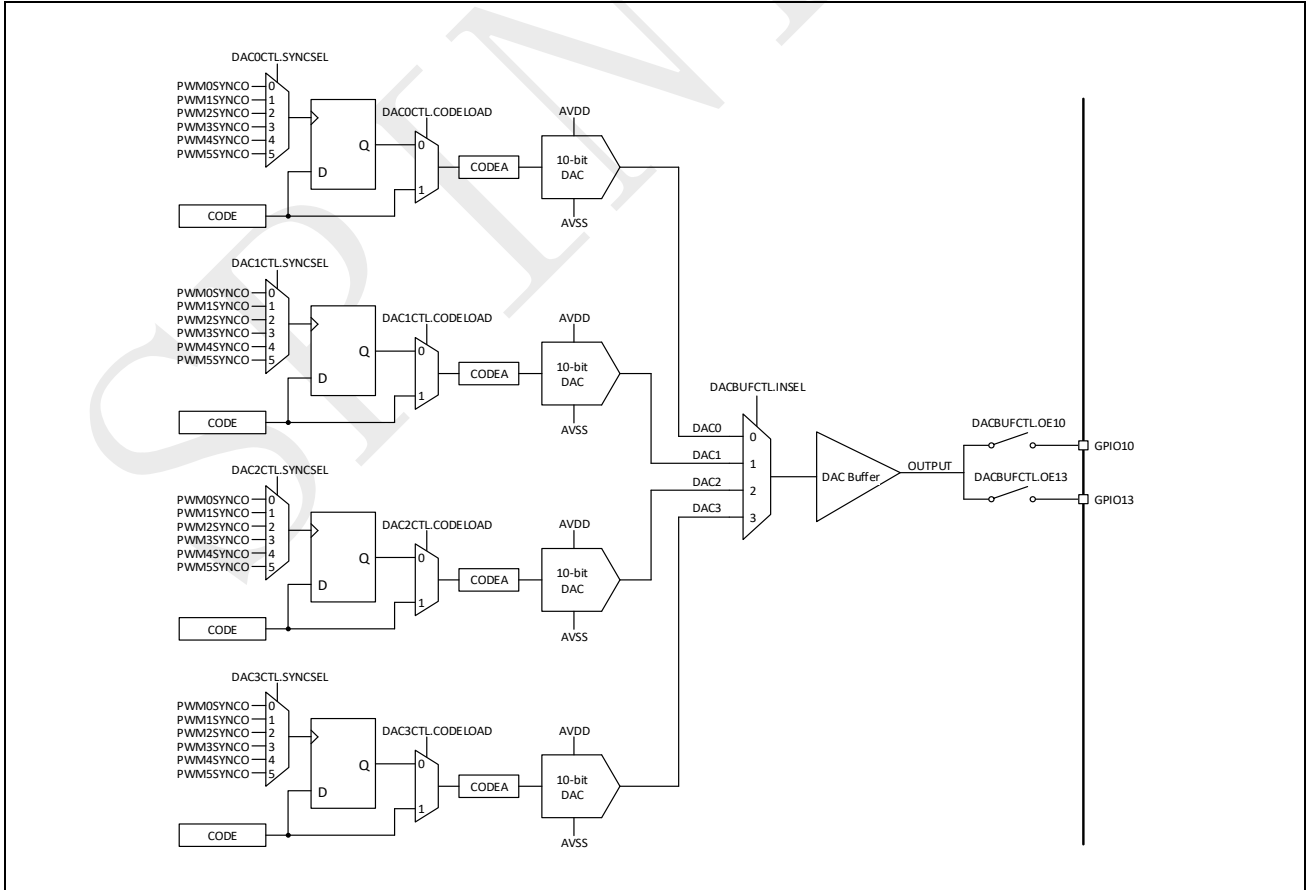 DAC0CTL.SYNCSEL
PWM0SYNCO 0
PWM1SYNCO 1
PWM2SYNCO 2
PWM3SYNCO 3
PWM4SYNCO 4
PWM5SYNCO 5
D
Q
CODE
DAC0CTL.CODELOAD
0
1
CODEA
AVDD
10-bit
DAC
AVSS
DAC1CTL.SYNCSEL
PWM0SYNCO 0
PWM1SYNCO 1
PWM2SYNCO 2
PWM3SYNCO 3
PWM4SYNCO 4
PWM5SYNCO 5
D
Q
CODE
DAC1CTL.CODELOAD
0
1
CODEA
AVDD
10-bit
DAC
AVSS
DAC2CTL.SYNCSEL
PWM0SYNCO 0
PWM1SYNCO 1
PWM2SYNCO 2
PWM3SYNCO 3
PWM4SYNCO 4
PWM5SYNCO 5
D
Q
CODE
DAC2CTL.CODELOAD
0
1
CODEA
AVDD
10-bit
DAC
AVSS
DAC3CTL.SYNCSEL
PWM0SYNCO 0
PWM1SYNCO 1
PWM2SYNCO 2
PWM3SYNCO 3
PWM4SYNCO 4
PWM5SYNCO 5
D
Q
CODE
DAC3CTL.CODELOAD
0
1
CODEA
AVDD
10-bit
DAC
AVSS
DACBUFCTL.INSEL
DAC0 0
DAC1 1
DAC2 2
DAC3 3
DAC Buffer
OUTPUT
DACBUFCTL.OE10
GPIO10
DACBUFCTL.OE13
GPIO13